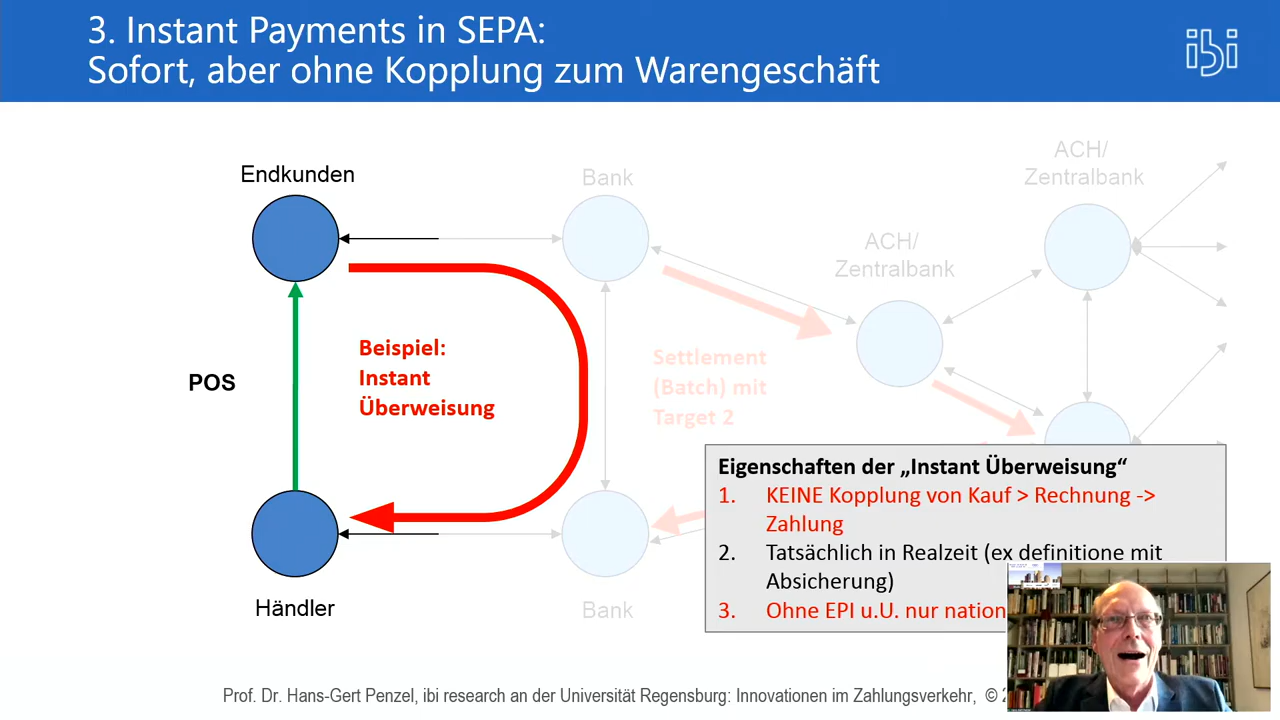 3. Instant Payments in SEPA:
Sofort, aber ohne Kopplung zum Warengeschäft
ibi
Endkunden
Bank
ACH/
Zentralbank
ACH/
Zentralbank
Beispiel:
Instant
Überweisung
POS
Settlement
(Batch) mit
Target 2
Eigenschaften der „Instant Überweisung“
1. KEINE Kopplung von Kauf > Rechnung ->
Zahlung
2. Tatsächlich in Realzeit (ex definitione mit
Absicherung)
3. Ohne EPI u.U. nur nation
Händler
Bank
Prof. Dr. Hans-Gert Penzel, ibi research an der Universität Regensburg: Innovationen im Zahlungsverkehr, © 2